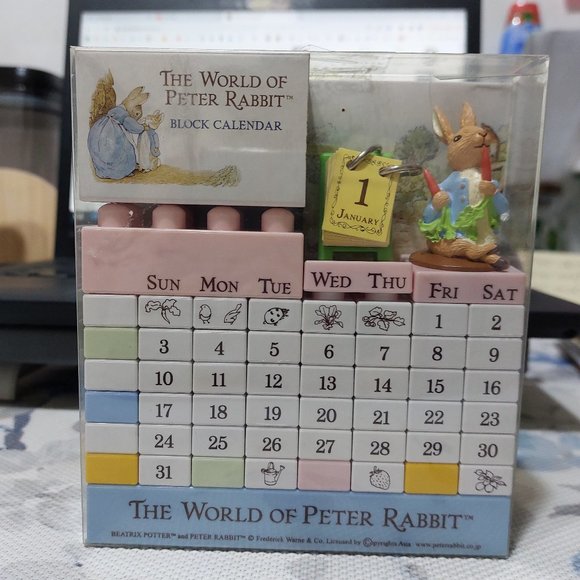 THE WORLD OF
PETER RABBIT™
BLOCK CALENDAR
1
JANUARY
SUN MON TUE WED THU FRI SAT
1 2
3 4 5 6 7 8 9
10 11 12 13 14 15 16
17 18 19 20 21 22 23
24 25 26 27 28 29 30
31
THE WORLD OF PETER RABBIT™
BEATRIX POTTER™ and PETER RABBIT™ © Frederick Warne & Co. Licensed by Ⓒopyrights Asia www.peterrabbit.co.jp